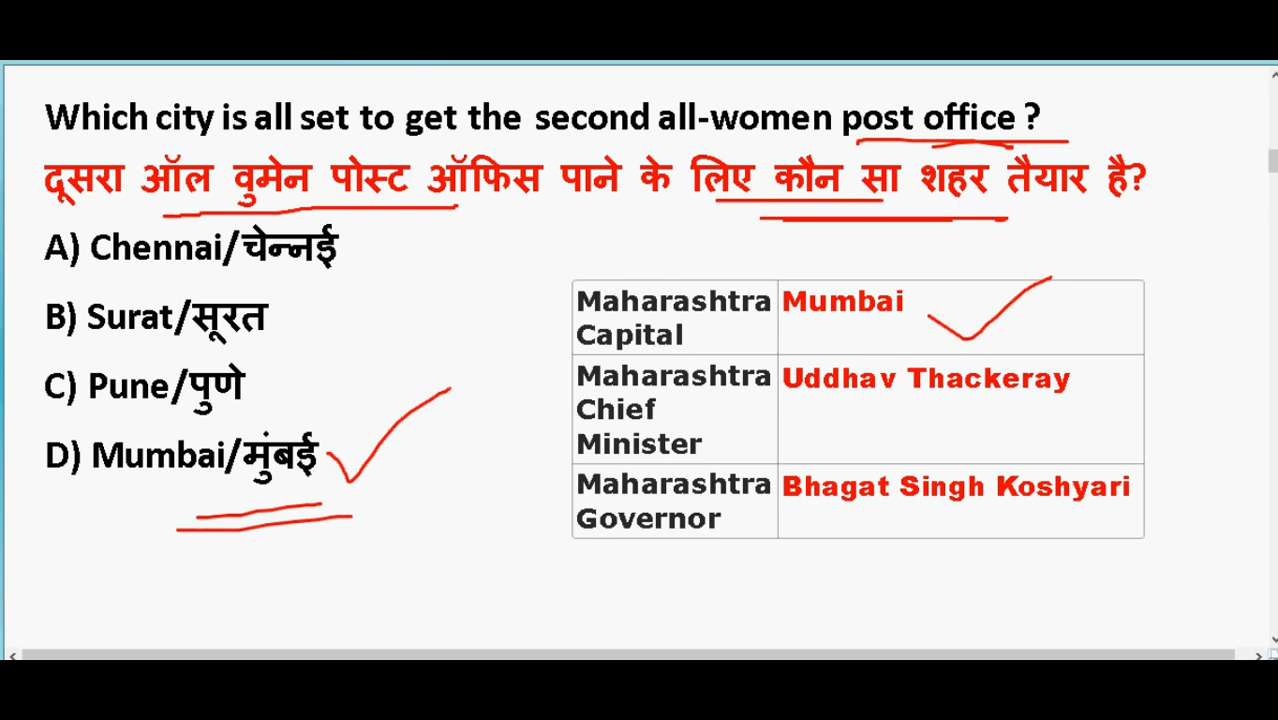 Which city is all set to get the second all-women post office ?
दूसरा ऑल वुमेन पोस्ट ऑफिस पाने के लिए कौन सा शहर तैयार है?
A) Chennai/चेन्नई
B) Surat/सूरत
C) Pune/पुणे
D) Mumbai/मुंबई
Maharashtra Mumbai
Capital
Maharashtra Uddhav Thackeray
Chief
Minister
Maharashtra Bhagat Singh Koshyari
Governor